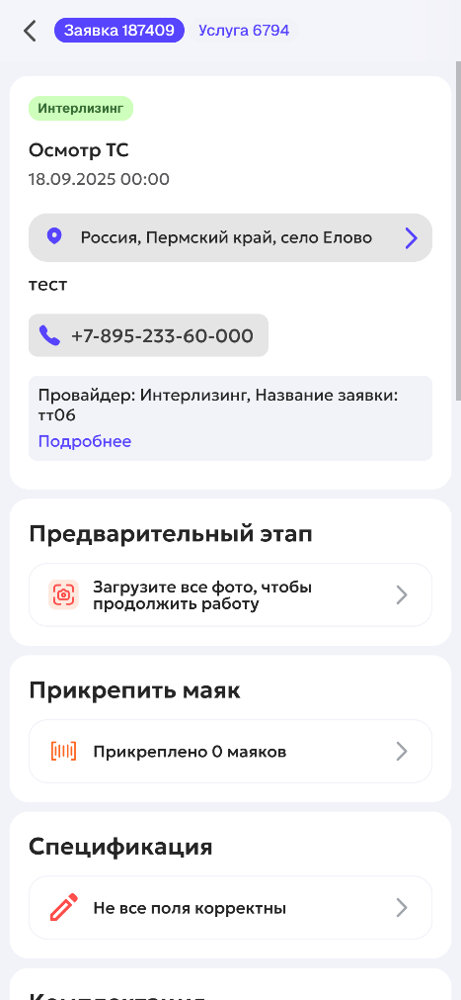 Заявка 187409 Услуга 6794
Интерлизинг
Осмотр ТС
18.09.2025 00:00
Россия, Пермский край, село Елово
тест
+7-895-233-60-000
Провайдер: Интерлизинг, Название заявки:
тт06
Подробнее
Предварительный этап
Загрузите все фото, чтобы
продолжить работу
Прикрепить маяк
Прикреплено 0 маяков
Спецификация
Не все поля корректны